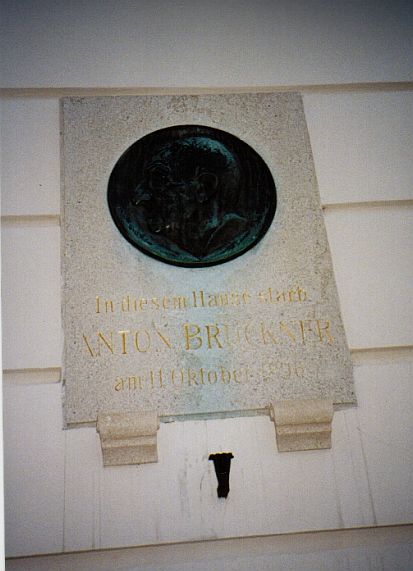 In diesem Hause starb
ANTON BRUCKNER
am 11. Oktober 1896